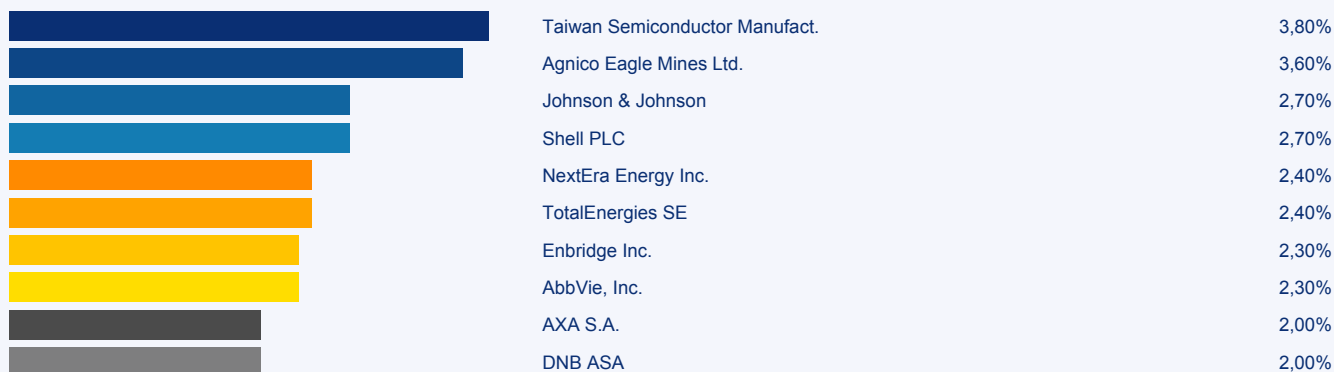 Taiwan Semiconductor Manufact. 3,80%
Agnico Eagle Mines Ltd. 3,60%
Johnson & Johnson 2,70%
Shell PLC 2,70%
NextEra Energy Inc. 2,40%
TotalEnergies SE 2,40%
Enbridge Inc. 2,30%
AbbVie, Inc. 2,30%
AXA S.A. 2,00%
DNB ASA 2,00%